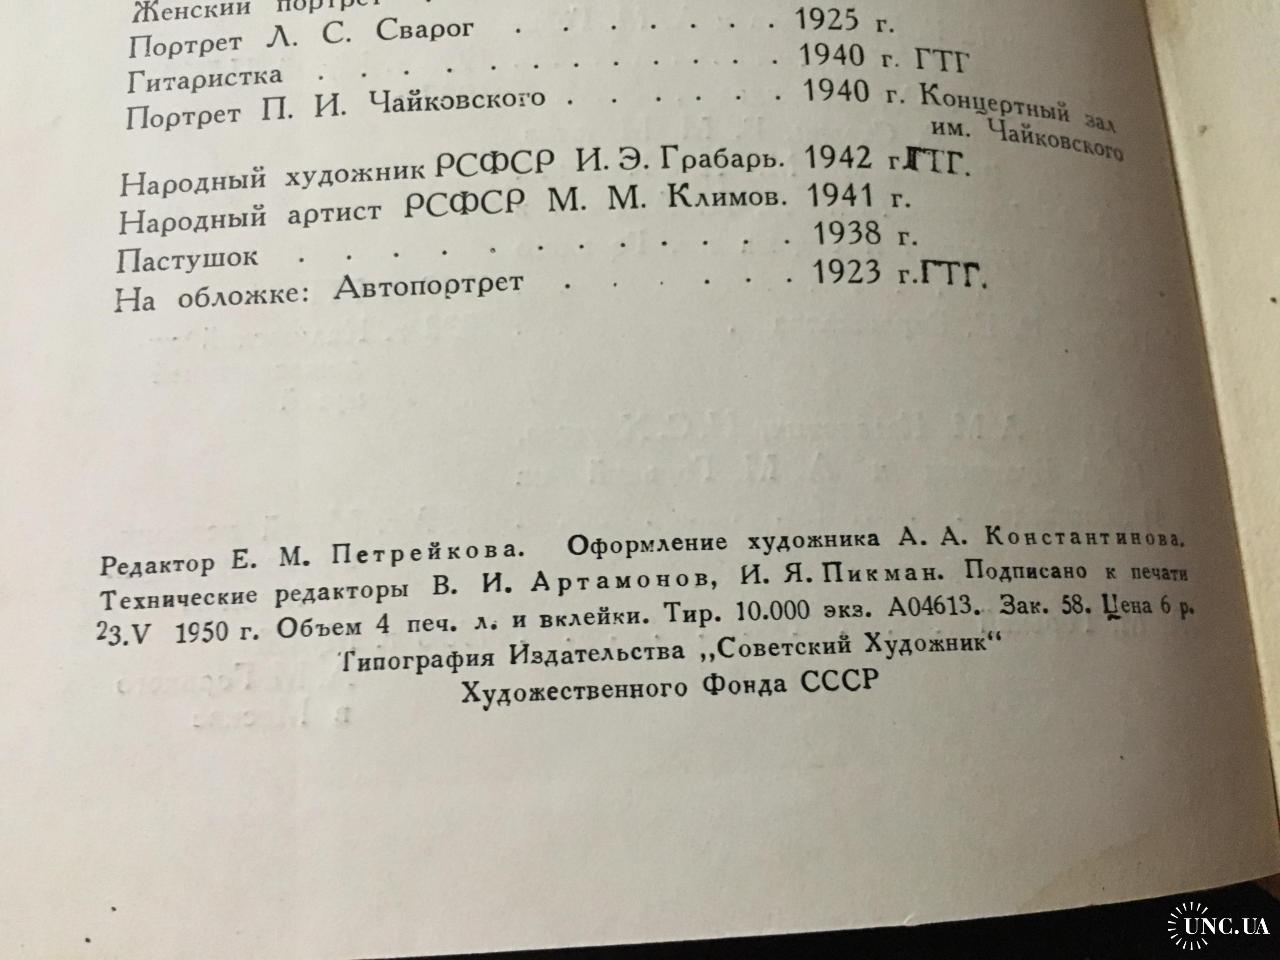 Женский портрет
Портрет Л. С. Сварог . . . . . . . 1925 г.
Гитаристка . . . . . . . . . . . 1940 г. ГТГ
Портрет П. И. Чайковского . . . . . . 1940 г. Концертный зал
им. Чайковского
Народный художник РСФСР И. Э. Грабарь. 1942 г. ГТГ.
Народный артист РСФСР М. М. Климов. 1941 г.
Пастушок . . . . . . . . . . . 1938 г.
На обложке: Автопортрет . . . . . . 1923 г. ГТГ.
Редактор Е. М. Петрейкова. Оформление художника А. А. Константинова.
Технические редакторы В. И. Артамонов, И. Я. Пикман. Подписано к печати
23.V 1950 г. Объем 4 печ. л. и вклейки. Тир. 10.000 экз. А04613. Зак. 58. Цена 6 р.
Типография Издательства „Советский Художник“
Художественного Фонда СССР
UNC.UA